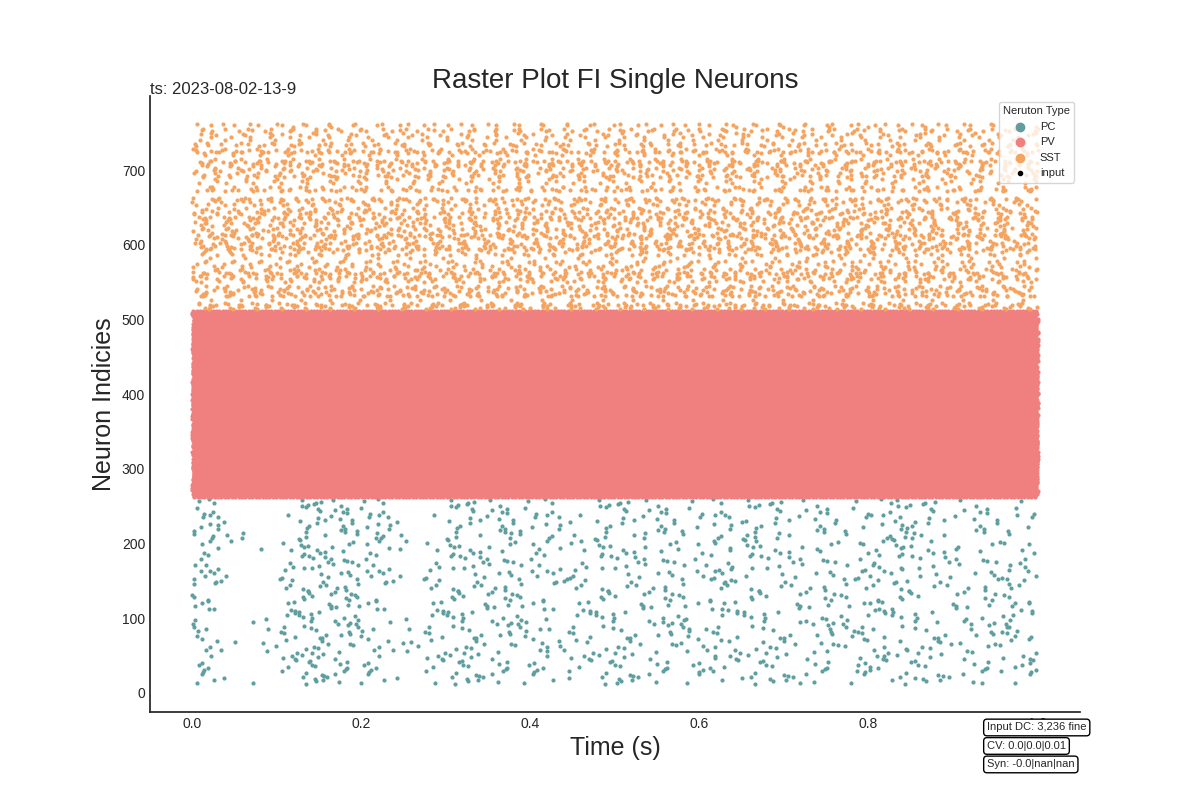 Raster Plot FI Single Neurons
ts: 2023-08-02-13-9
Neruton Type
PC
PV
SST
input
Neuron Indicies
700
600
500
400
300
200
100
0
0.0 0.2 0.4 0.6 0.8
Time (s)
Input DC: 3,236 fine
CV: 0.0|0.0|0.01
Syn: -0.0|nan|nan